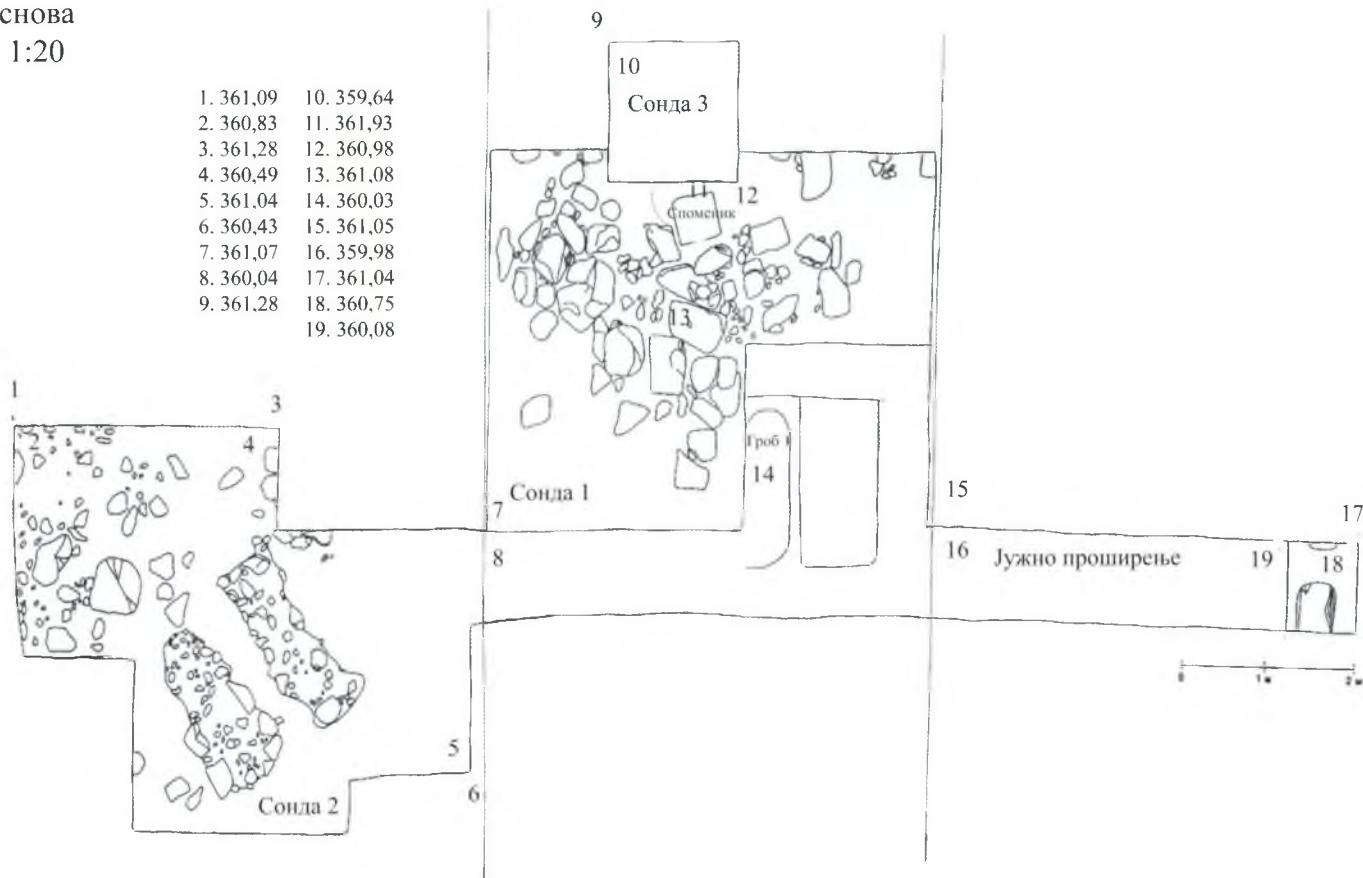 снова
1:20
1. 361,09 10. 359,64
2. 360,83 11. 361,93
3. 361,28 12. 360,98
4. 360,49 13. 361,08
5. 361,04 14. 360,03
6. 360,43 15. 361,05
7. 361,07 16. 359,98
8. 360,04 17. 361,04
9. 361,28 18. 360,75
19. 360,08
9
10
Сонда 3
12
Споменик
13
1
3
2
4
Гроб 1
14
Сонда 1
7
8
15
16
Јужно проширење
19
18
17
5
6
Сонда 2
0 1 м 2 м